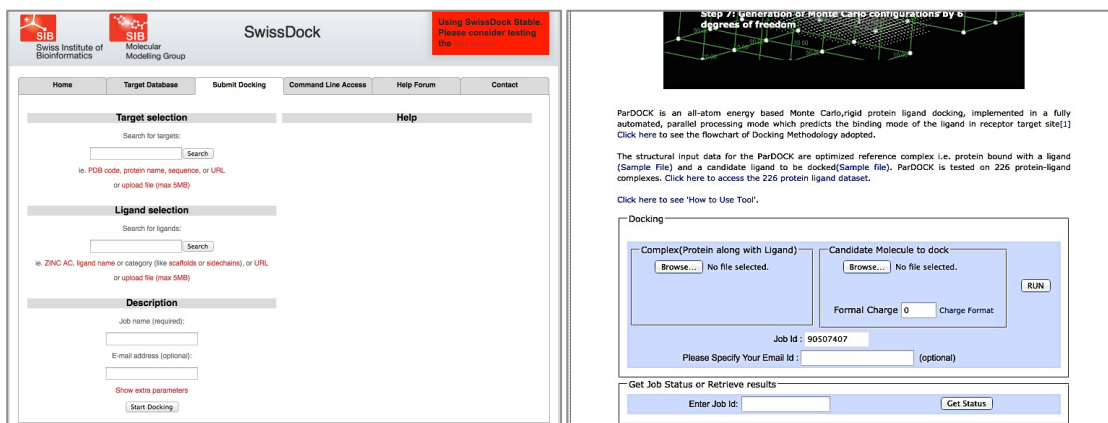 SIB
Swiss Institute of
Bioinformatics
SIB
Molecular
Modelling Group
SwissDock
Using SwissDock Stable.
Please consider testing
the
Home
Target Database
Submit Docking
Command Line Access
Help Forum
Contact
Target selection
Search for targets:
Search
ie. PDB code, protein name, sequence, or URL
or upload file (max 5MB)
Ligand selection
Search for ligands:
Search
ie. ZINC AC, ligand name or category (like scaffolds or sidechains), or URL
or upload file (max 5MB)
Description
Job name (required):
E-mail address (optional):
Show extra parameters
Start Docking
Help
Step 7: Generation of Monte Carlo configurations by 6
degrees of freedom
ParDOCK is an all-atom energy based Monte Carlo,rigid protein ligand docking, implemented in a fully
automated, parallel processing mode which predicts the binding mode of the ligand in receptor target site[1]
Click here to see the flowchart of Docking Methodology adopted.
The structural input data for the ParDOCK are optimized reference complex i.e. protein bound with a ligand
(Sample File) and a candidate ligand to be docked(Sample file). ParDOCK is tested on 226 protein-ligand
complexes. Click here to access the 226 protein ligand dataset.
Click here to see 'How to Use Tool'.
Docking
Complex(Protein along with Ligand)
Browse... No file selected.
Candidate Molecule to dock
Browse... No file selected.
Formal Charge 0 Charge Format
RUN
Job Id : 90507407
Please Specify Your Email Id : (optional)
Get Job Status or Retrieve results
Enter Job Id: Get Status